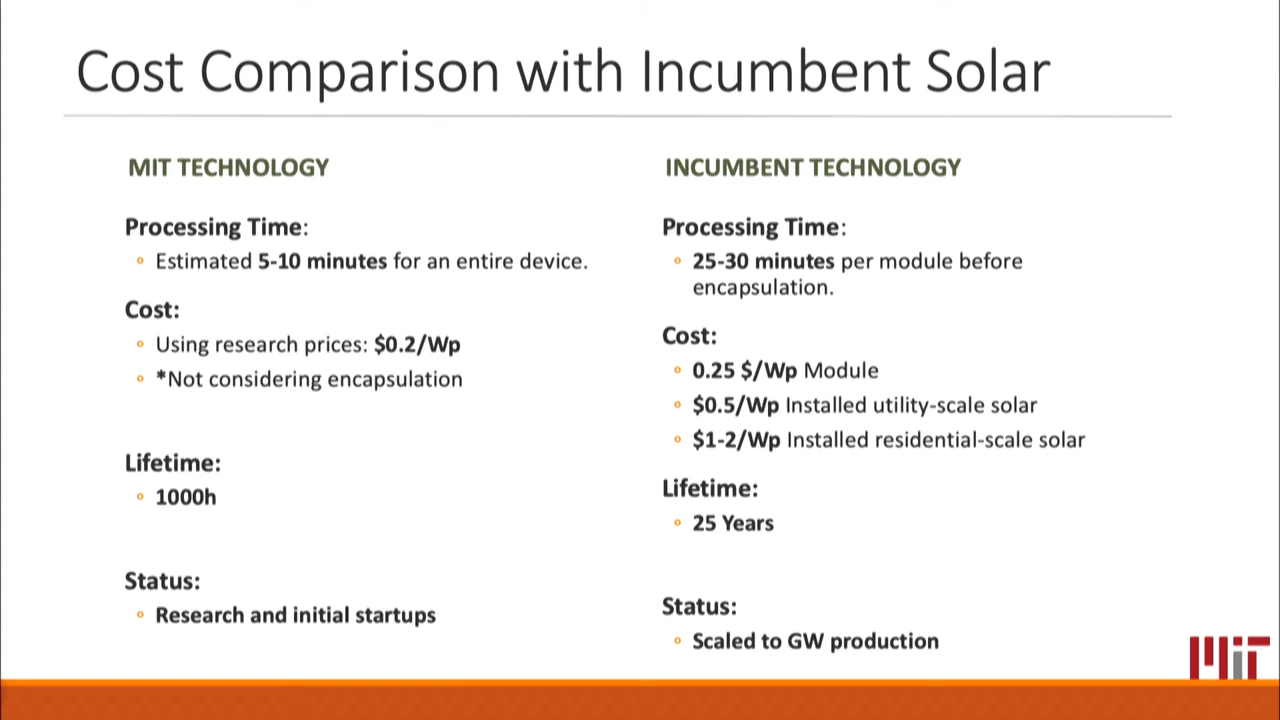 Cost Comparison with Incumbent Solar
MIT TECHNOLOGY
Processing Time:
Estimated 5-10 minutes for an entire device.
Cost:
Using research prices: $0.2/Wp
*Not considering encapsulation
Lifetime:
1000h
Status:
Research and initial startups
INCUMBENT TECHNOLOGY
Processing Time:
25-30 minutes per module before
encapsulation.
Cost:
0.25 $/Wp Module
$0.5/Wp Installed utility-scale solar
$1-2/Wp Installed residential-scale solar
Lifetime:
25 Years
Status:
Scaled to GW production
MIT